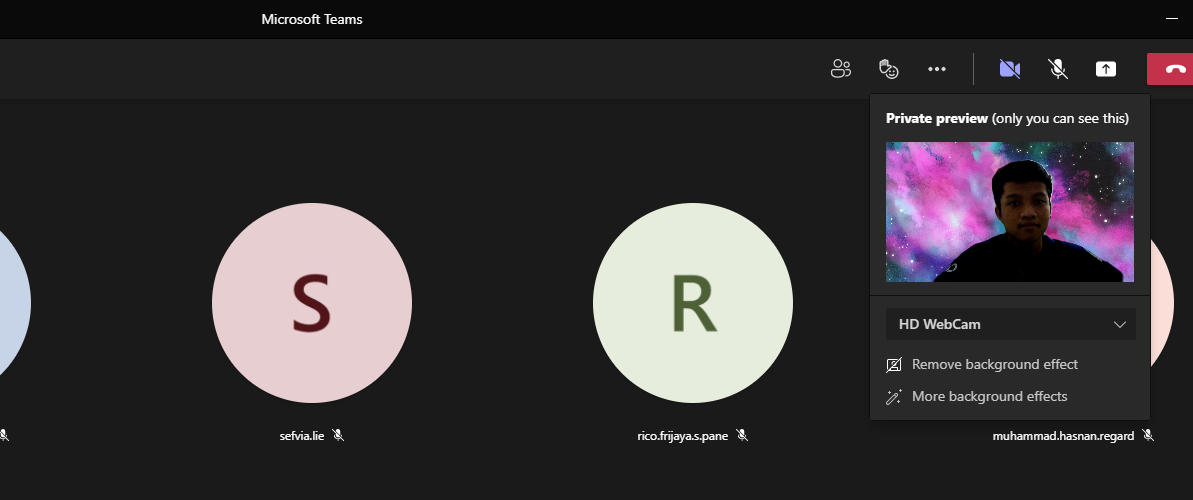 Microsoft Teams
Private preview (only you can see this)
S
R
HD WebCam
Remove background effect
More background effects
sefvia.lie
rico.frijaya.s.pane
muhammad.hasnan.regard